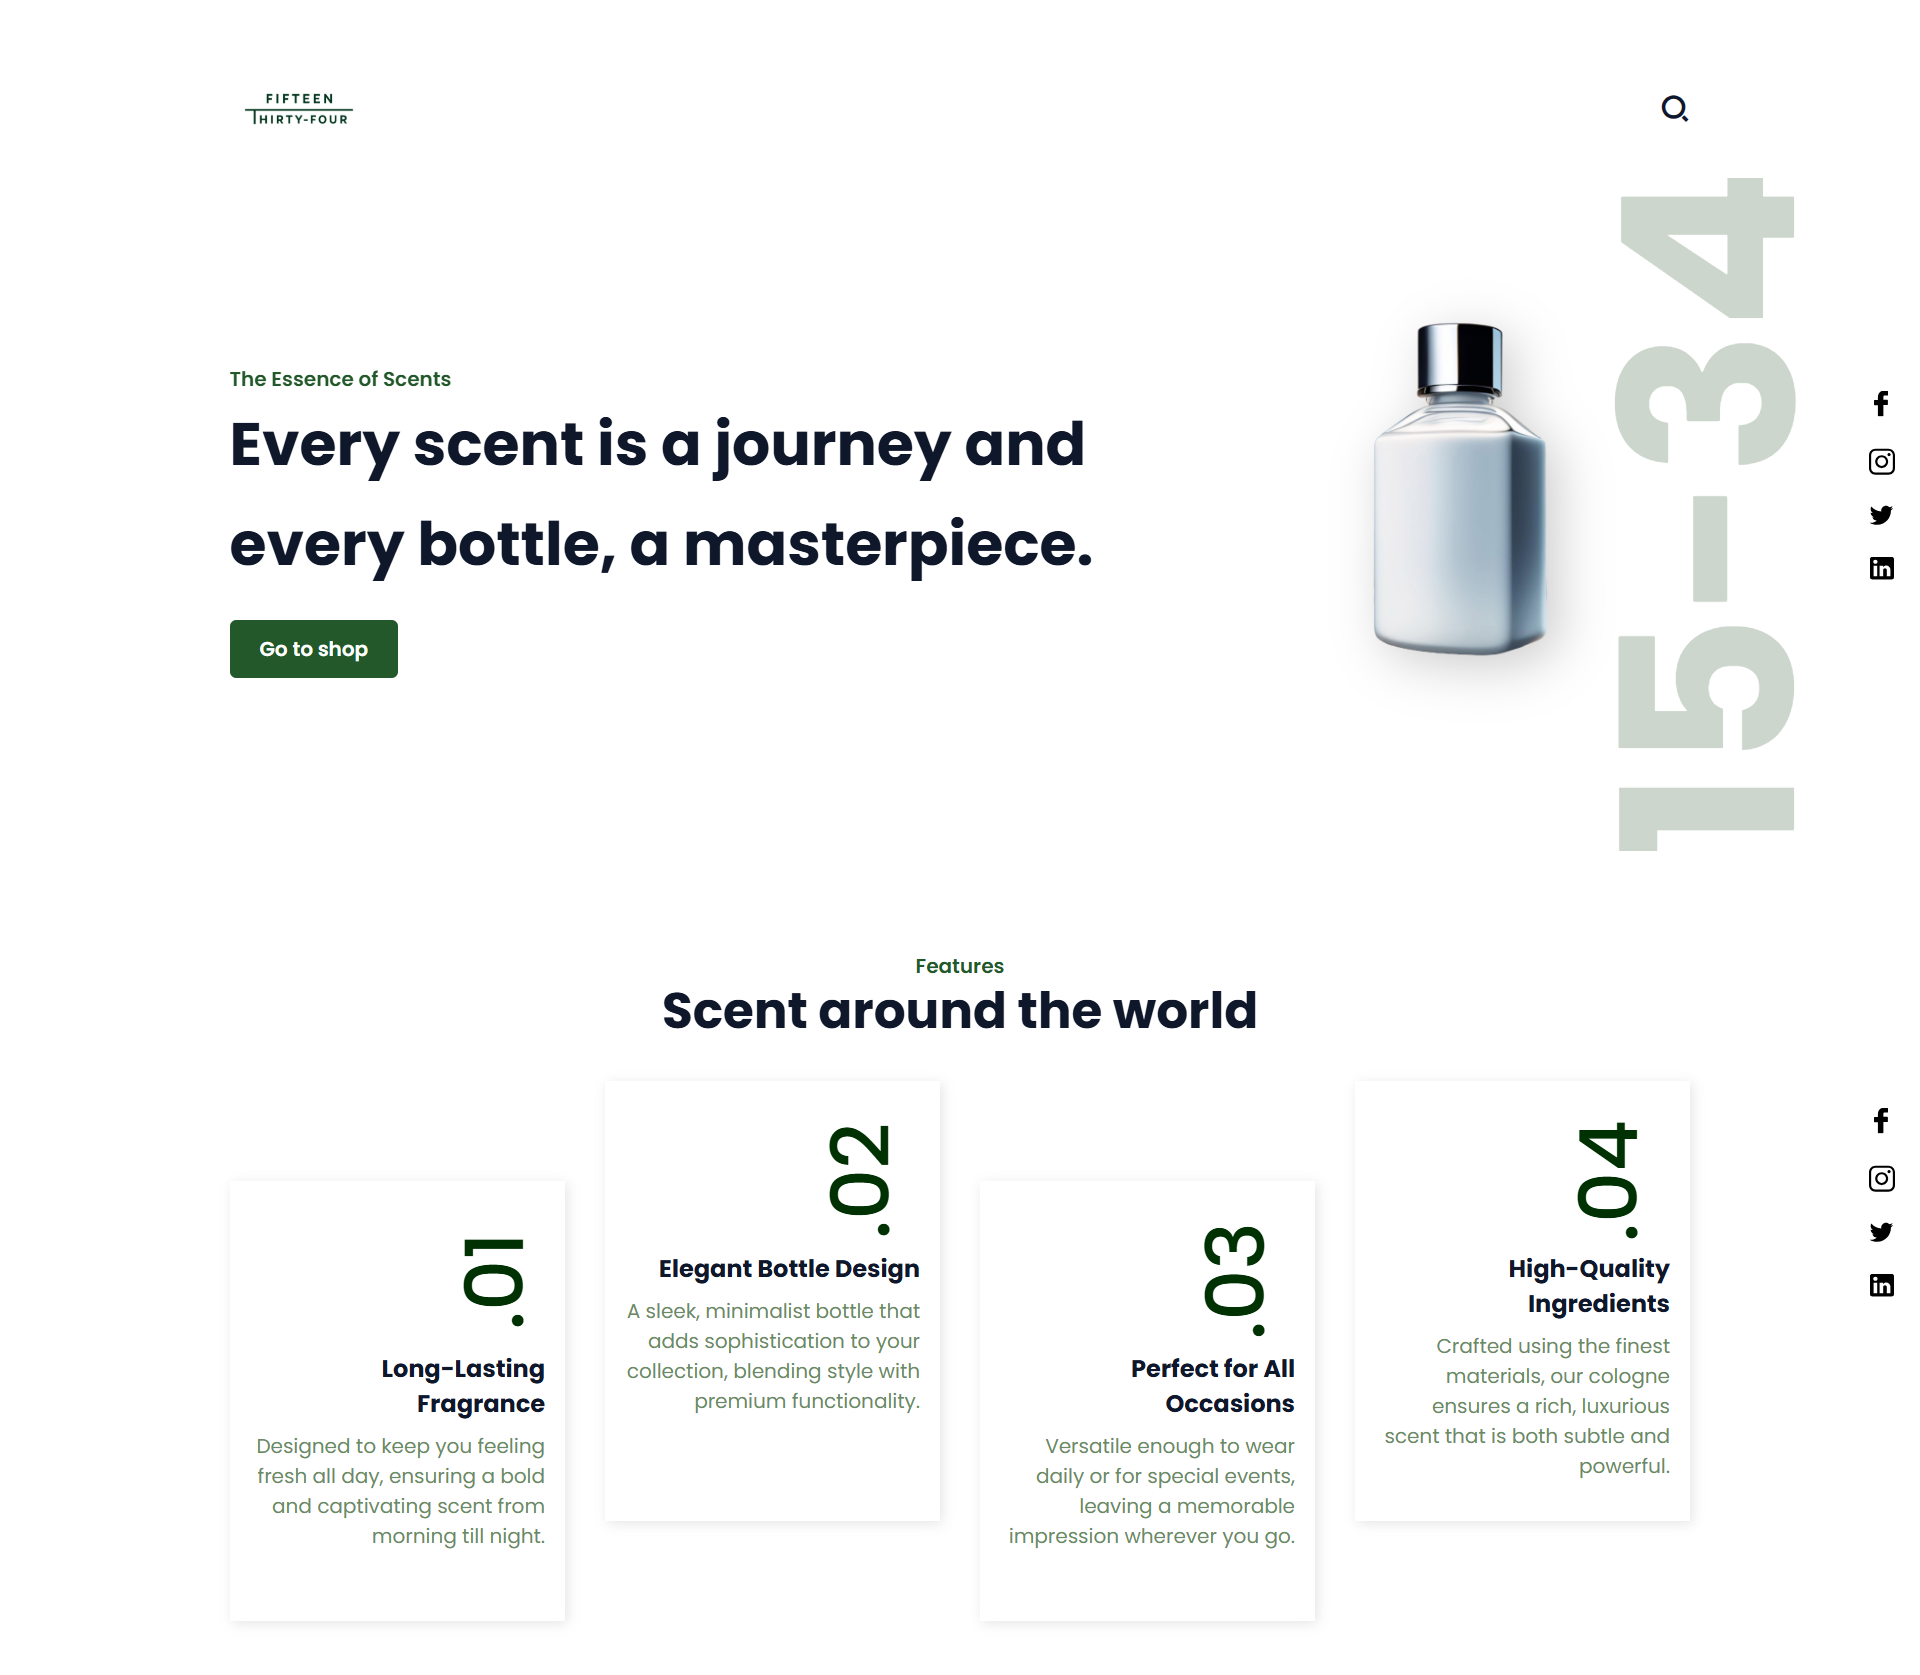 FIFTEEN
THIRTY-FOUR
15-34
The Essence of Scents
Every scent is a journey and
every bottle, a masterpiece.
Go to shop
Features
Scent around the world
.01
Long-Lasting
Fragrance
Designed to keep you feeling
fresh all day, ensuring a bold
and captivating scent from
morning till night.
.02
Elegant Bottle Design
A sleek, minimalist bottle that
adds sophistication to your
collection, blending style with
premium functionality.
.03
Perfect for All
Occasions
Versatile enough to wear
daily or for special events,
leaving a memorable
impression wherever you go.
.04
High-Quality
Ingredients
Crafted using the finest
materials, our cologne
ensures a rich, luxurious
scent that is both subtle and
powerful.